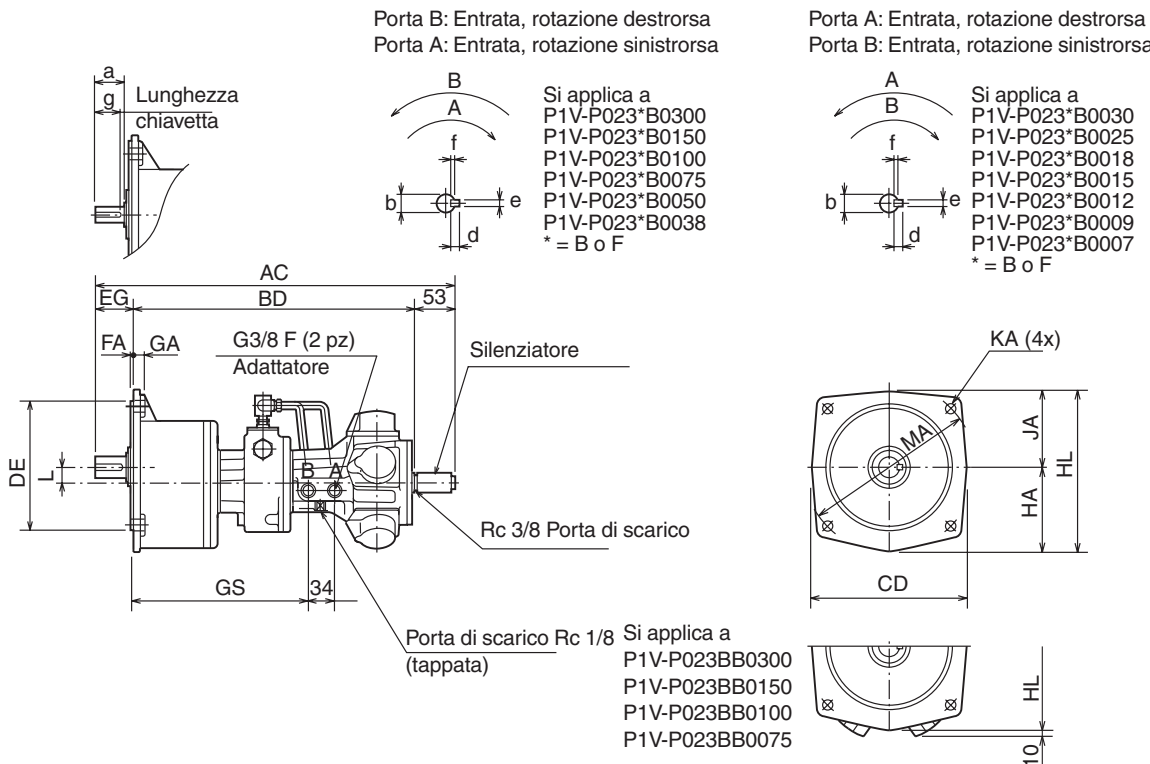 Porta B: Entrata, rotazione destrorsa
Porta A: Entrata, rotazione sinistrorsa
Porta A: Entrata, rotazione destrorsa
Porta B: Entrata, rotazione sinistrorsa
a
g
Lunghezza
chiavetta
B
A
f
b
e
d
Si applica a
P1V-P023*B0300
P1V-P023*B0150
P1V-P023*B0100
P1V-P023*B0075
P1V-P023*B0050
P1V-P023*B0038
* = B o F
A
B
f
b
e
d
Si applica a
P1V-P023*B0030
P1V-P023*B0025
P1V-P023*B0018
P1V-P023*B0015
P1V-P023*B0012
P1V-P023*B0009
P1V-P023*B0007
* = B o F
AC
EG
BD
53
FA
GA
G3/8 F (2 pz)
Adattatore
Silenziatore
DE
L
B
A
Rc 3/8 Porta di scarico
GS
34
Porta di scarico Rc 1/8
(tappata)
KA (4x)
MA
JA
HA
HL
CD
Si applica a
P1V-P023BB0300
P1V-P023BB0150
P1V-P023BB0100
P1V-P023BB0075
HL
10